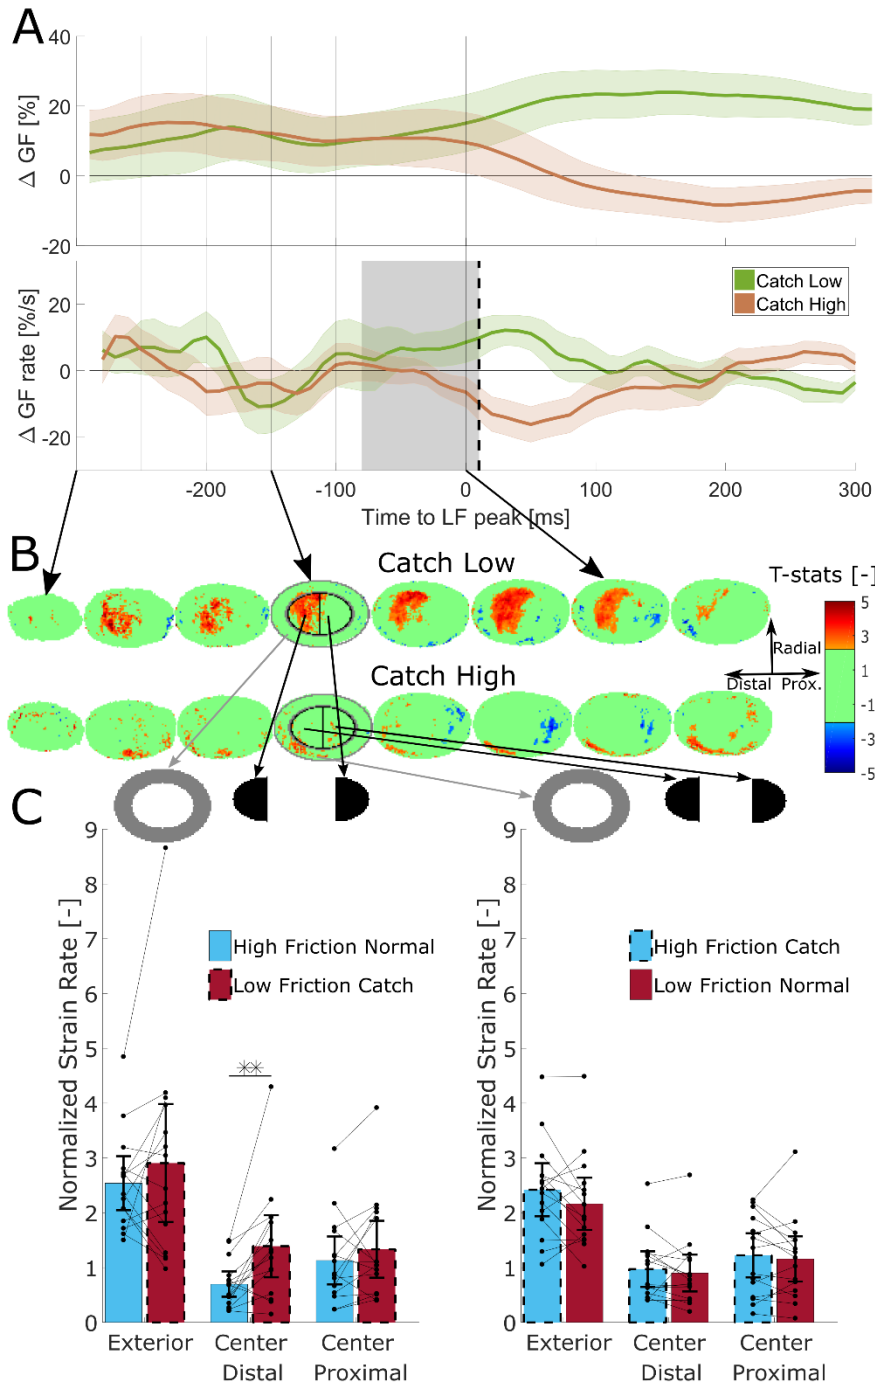 A
Δ GF [%]
40
20
0
-20
Δ GF rate [%/s]
20
0
-20
Catch Low
Catch High
-200
-100
0
100
200
300
Time to LF peak [ms]
B
Catch Low
T-stats [-]
5
3
1
-1
-3
-5
Radial
Distal Prox.
Catch High
C
Normalized Strain Rate [-]
9
8
7
6
5
4
3
2
1
0
High Friction Normal
Low Friction Catch
**
Exterior
Center
Distal
Center
Proximal
Normalized Strain Rate [-]
9
8
7
6
5
4
3
2
1
0
High Friction Catch
Low Friction Normal
Exterior
Center
Distal
Center
Proximal